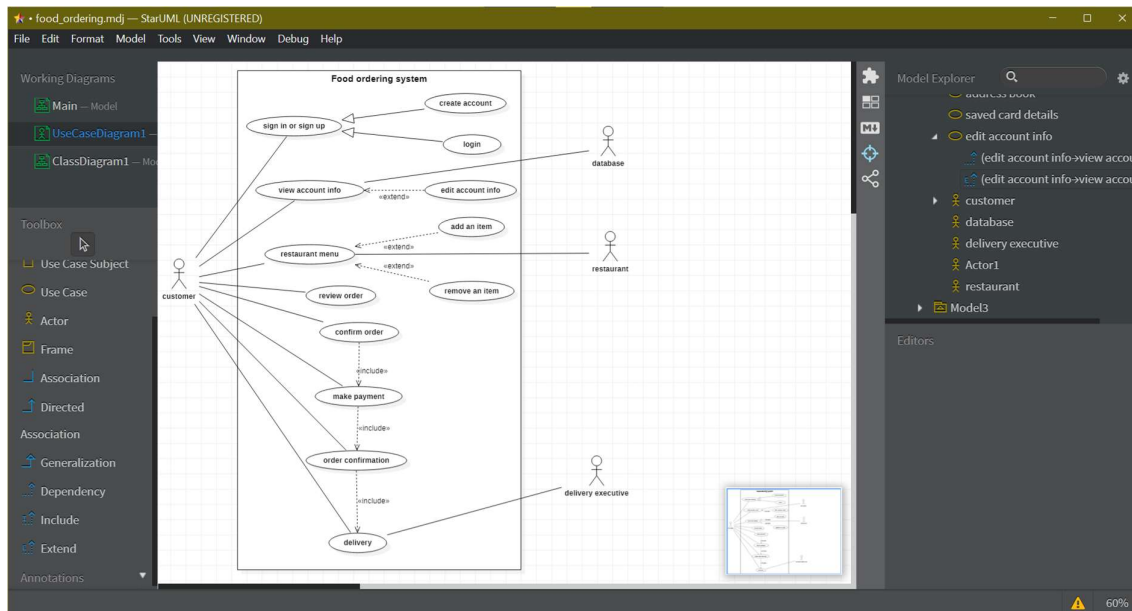 • food_ordering.mdj — StarUML (UNREGISTERED)
File Edit Format Model Tools View Window Debug Help
Working Diagrams
Main — Model
UseCaseDiagram1 —
ClassDiagram1 — Mo
Toolbox
Use Case Subject
Use Case
Actor
Frame
Association
Directed
Association
Generalization
Dependency
Include
Extend
Annotations
Food ordering system
create account
sign in or sign up
login
database
view account info
edit account info
«extend»
add an item
«extend»
restaurant menu
«extend»
restaurant
customer
review order
remove an item
confirm order
«include»
make payment
«include»
order confirmation
delivery executive
«include»
delivery
Model Explorer
address book
saved card details
edit account info
(edit account info→view accou
(edit account info→view accou
customer
database
delivery executive
Actor1
restaurant
Model3
Editors
60%